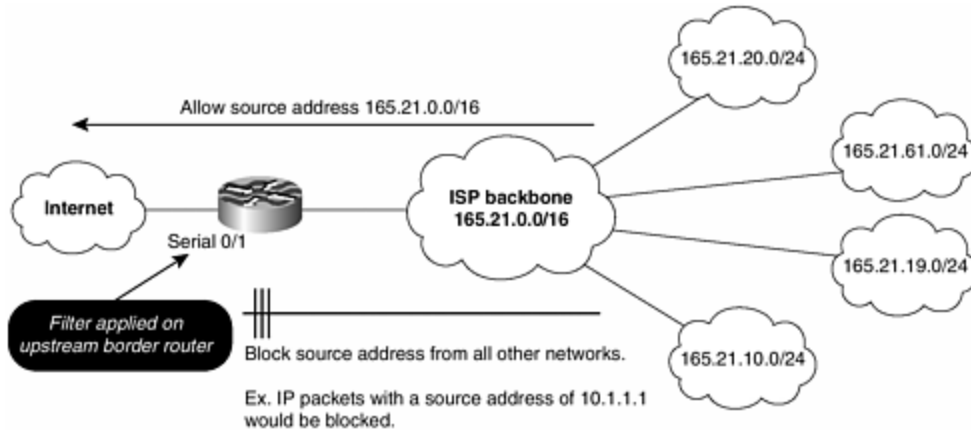 165.21.20.0/24
Allow source address 165.21.0.0/16
165.21.61.0/24
Internet
ISP backbone
165.21.0.0/16
Serial 0/1
165.21.19.0/24
Filter applied on
upstream border router
Block source address from all other networks.
165.21.10.0/24
Ex. IP packets with a source address of 10.1.1.1
would be blocked.